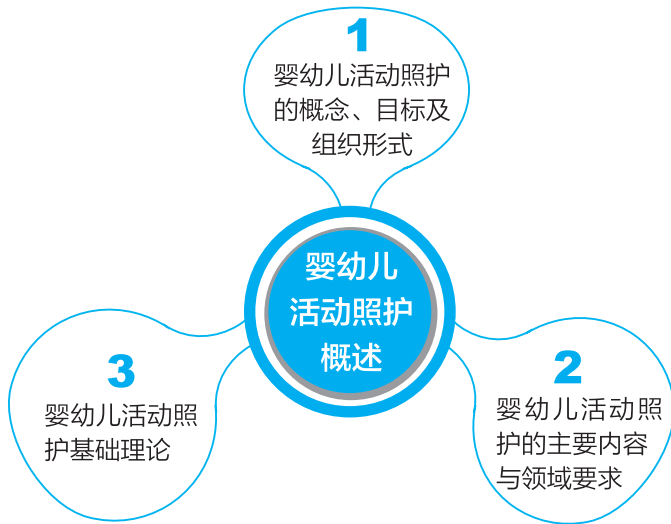 1
婴幼儿活动照护
的概念、目标及
组织形式
婴幼儿
活动照护
概述
2
婴幼儿活动照
护的主要内容
与领域要求
3
婴幼儿活动照
护基础理论